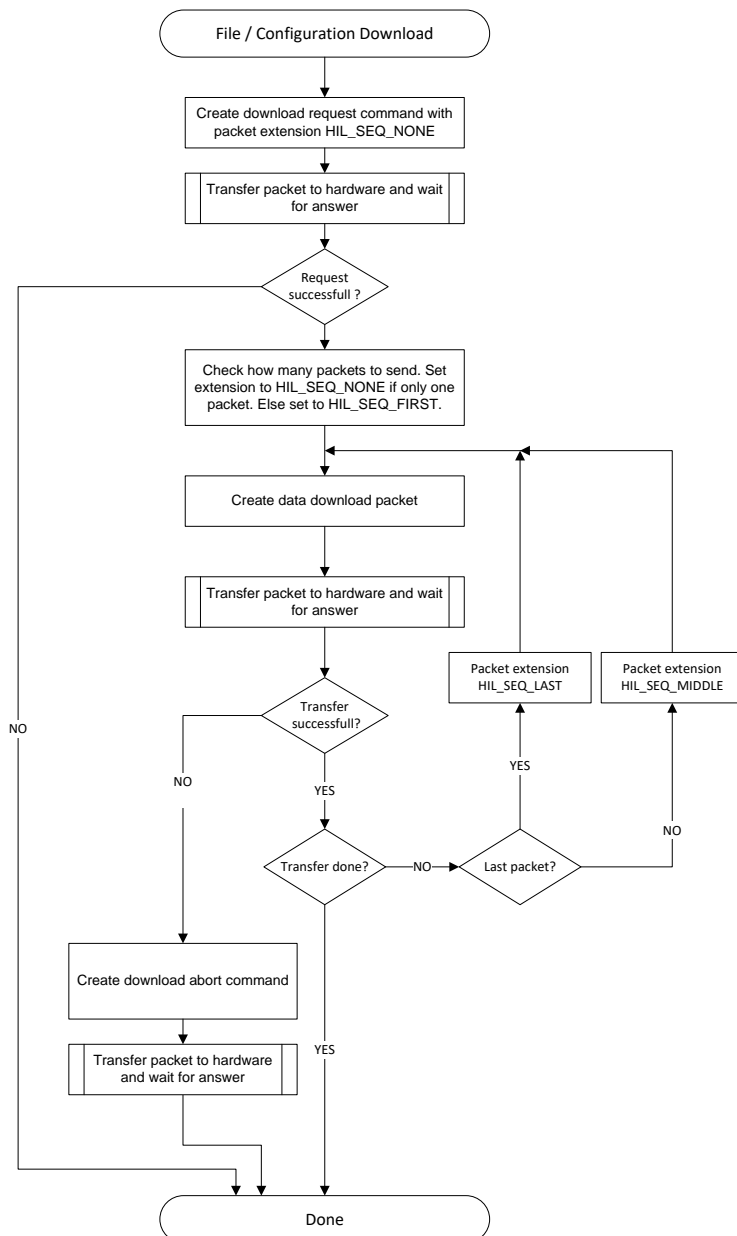 File / Configuration Download
Create download request command with
packet extension HIL_SEQ_NONE
Transfer packet to hardware and wait
for answer
Request
successfull ?
Check how many packets to send. Set
extension to HIL_SEQ_NONE if only one
packet. Else set to HIL_SEQ_FIRST.
Create data download packet
Transfer packet to hardware and wait
for answer
Packet extension
HIL_SEQ_LAST
Packet extension
HIL_SEQ_MIDDLE
Transfer
successfull?
NO
NO
YES
YES
NO
Transfer done?
NO
Last packet?
Create download abort command
YES
Transfer packet to hardware
and wait for answer
Done